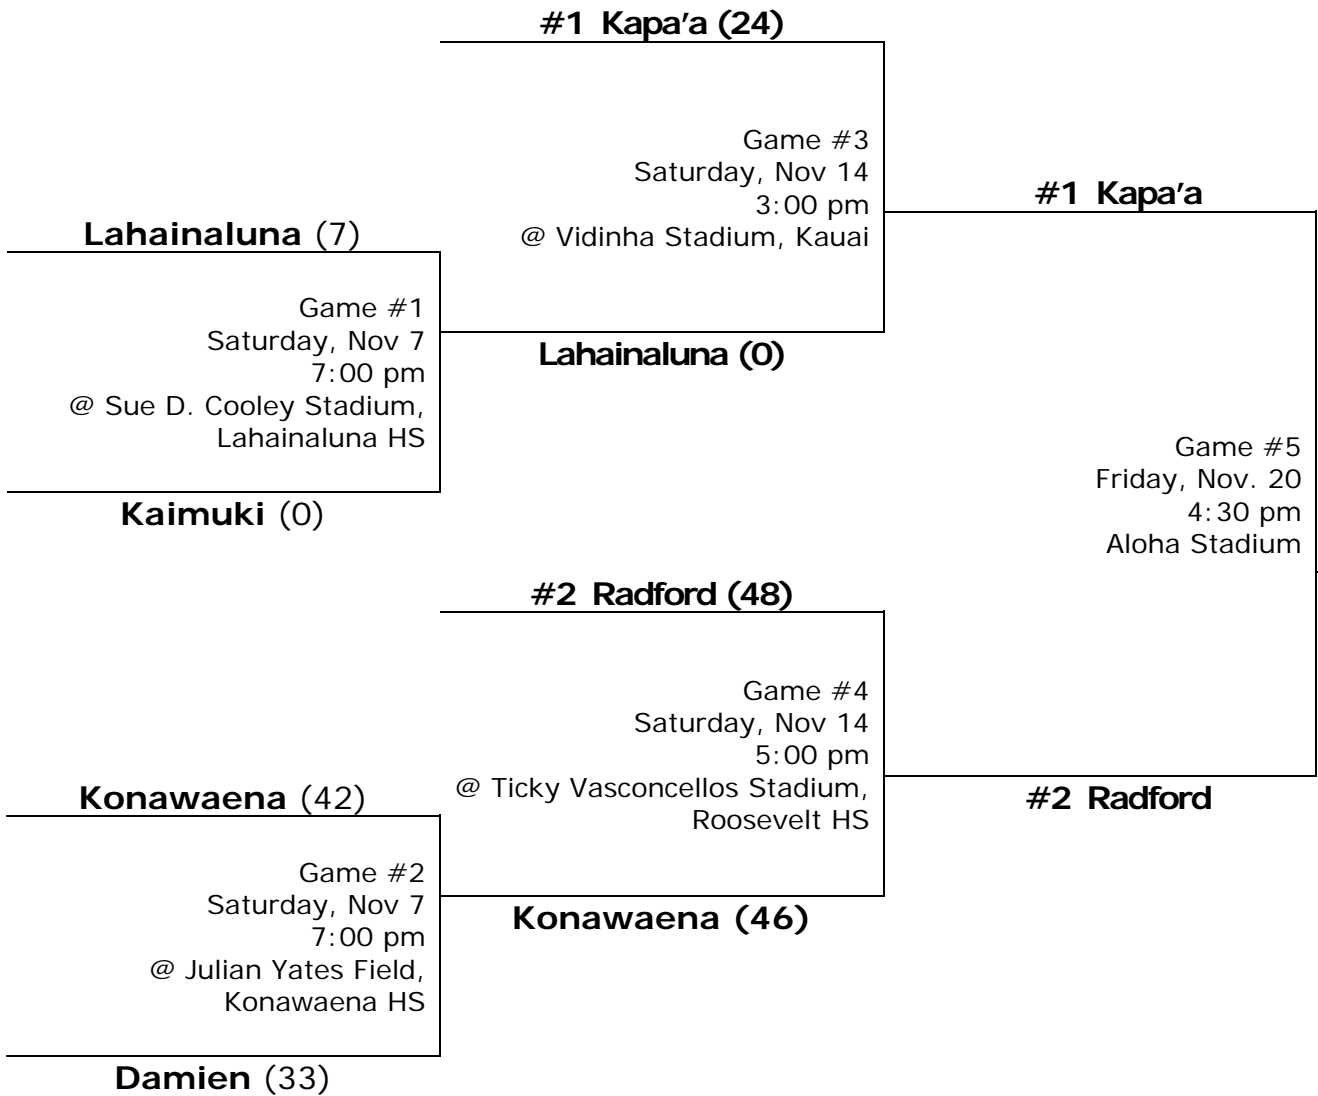 #1 Kapa’a (24)
Game #3
Saturday, Nov 14
3:00 pm
@ Vidinha Stadium, Kauai
#1 Kapa’a
Lahainaluna (7)
Game #1
Saturday, Nov 7
7:00 pm
@ Sue D. Cooley Stadium,
Lahainaluna HS
Lahainaluna (0)
Kaimuki (0)
Game #5
Friday, Nov. 20
4:30 pm
Aloha Stadium
#2 Radford (48)
Game #4
Saturday, Nov 14
5:00 pm
@ Ticky Vasconcellos Stadium,
Roosevelt HS
#2 Radford
Konawaena (42)
Game #2
Saturday, Nov 7
7:00 pm
@ Julian Yates Field,
Konawaena HS
Konawaena (46)
Damien (33)